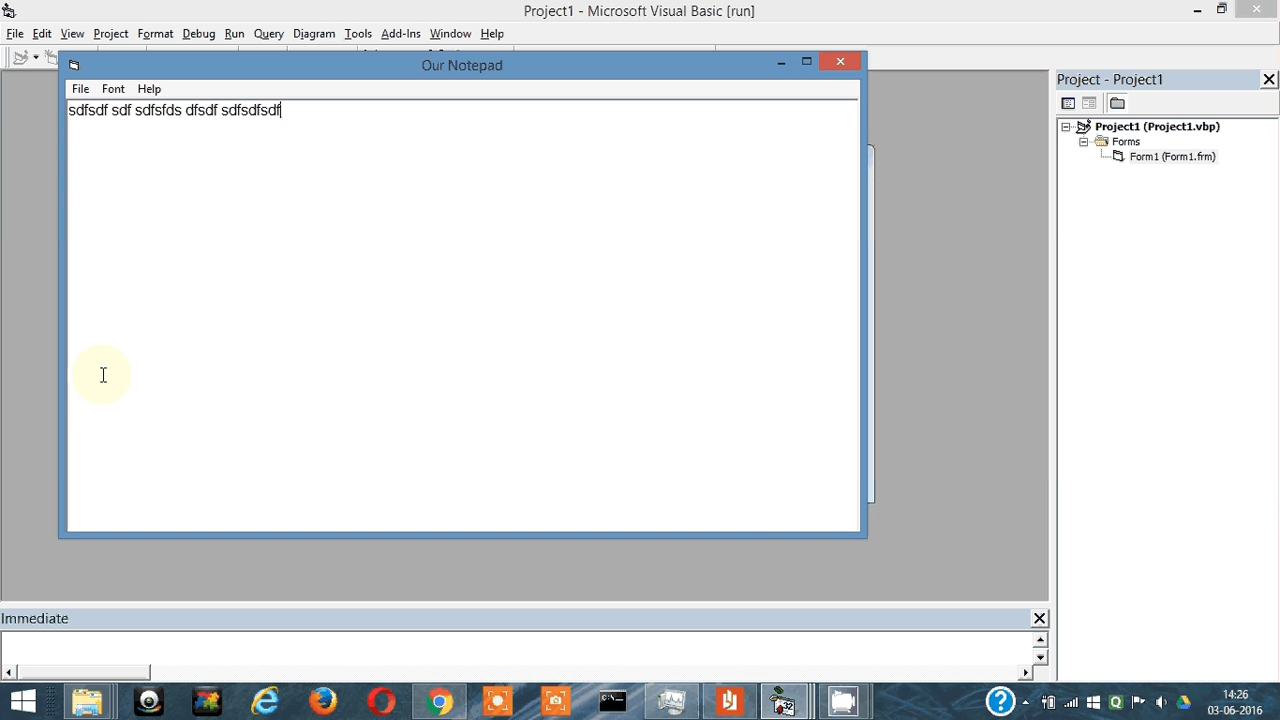 Project1 - Microsoft Visual Basic [run]
File Edit View Project Format Debug Run Query Diagram Tools Add-Ins Window Help
Our Notepad
File Font Help
sdfsdf sdf sdfsfds dfsdf sdfsdfsdf
Project - Project1
Project1 (Project1.vbp)
Forms
Form1 (Form1.frm)
Immediate
14:26
03-06-2016